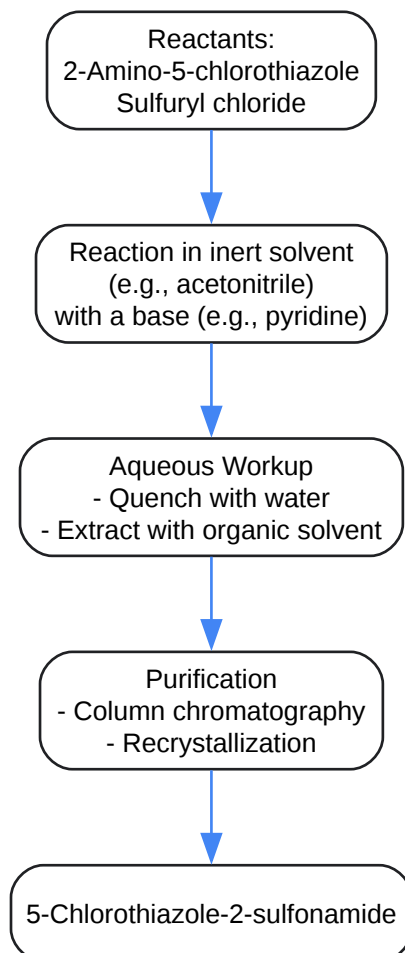 Reactants:
2-Amino-5-chlorothiazole
Sulfuryl chloride
Reaction in inert solvent
(e.g., acetonitrile)
with a base (e.g., pyridine)
Aqueous Workup
- Quench with water
- Extract with organic solvent
Purification
- Column chromatography
- Recrystallization
5-Chlorothiazole-2-sulfonamide